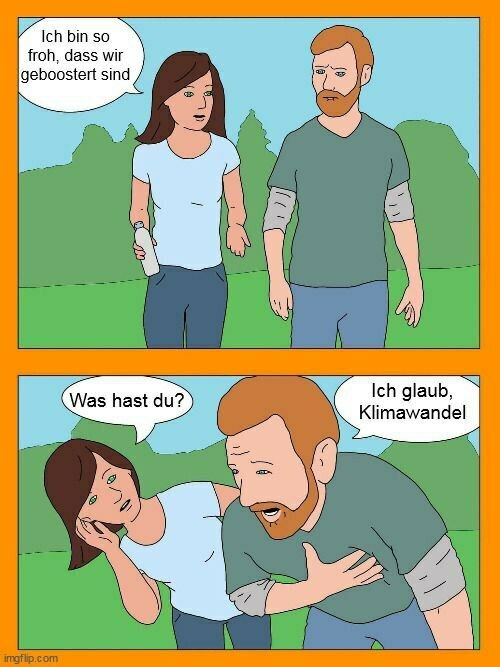 Ich bin so
froh, dass wir
geboostert sind
Was hast du?
Ich glaub,
Klimawandel
imgflip.com